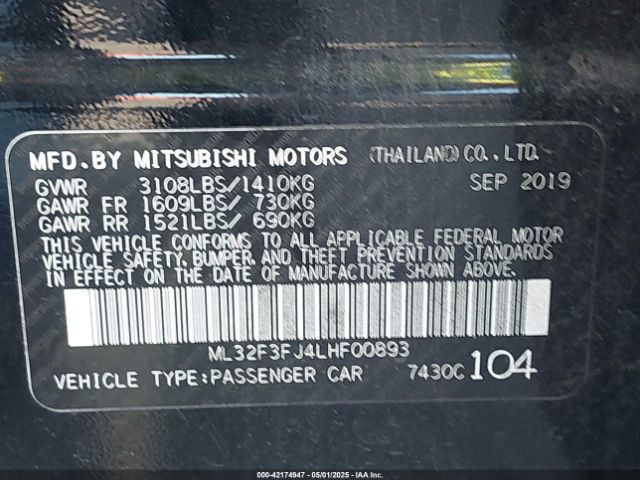 MFD.BY MITSUBISHI MOTORS (THAILAND) CO.,LTD.
GVWR 3108LBS/1410KG SEP 2019
GAWR FR 1609LBS/ 730KG
GAWR RR 1521LBS/ 690KG
THIS VEHICLE CONFORMS TO ALL APPLICABLE FEDERAL MOTOR
VEHICLE SAFETY, BUMPER, AND THEFT PREVENTION STANDARDS
IN EFFECT ON THE DATE OF MANUFACTURE SHOWN ABOVE.
ML32F3FJ4LHF00893
VEHICLE TYPE:PASSENGER CAR 7430C 104
000-42174947 - 05/01/2025 - IAA Inc.